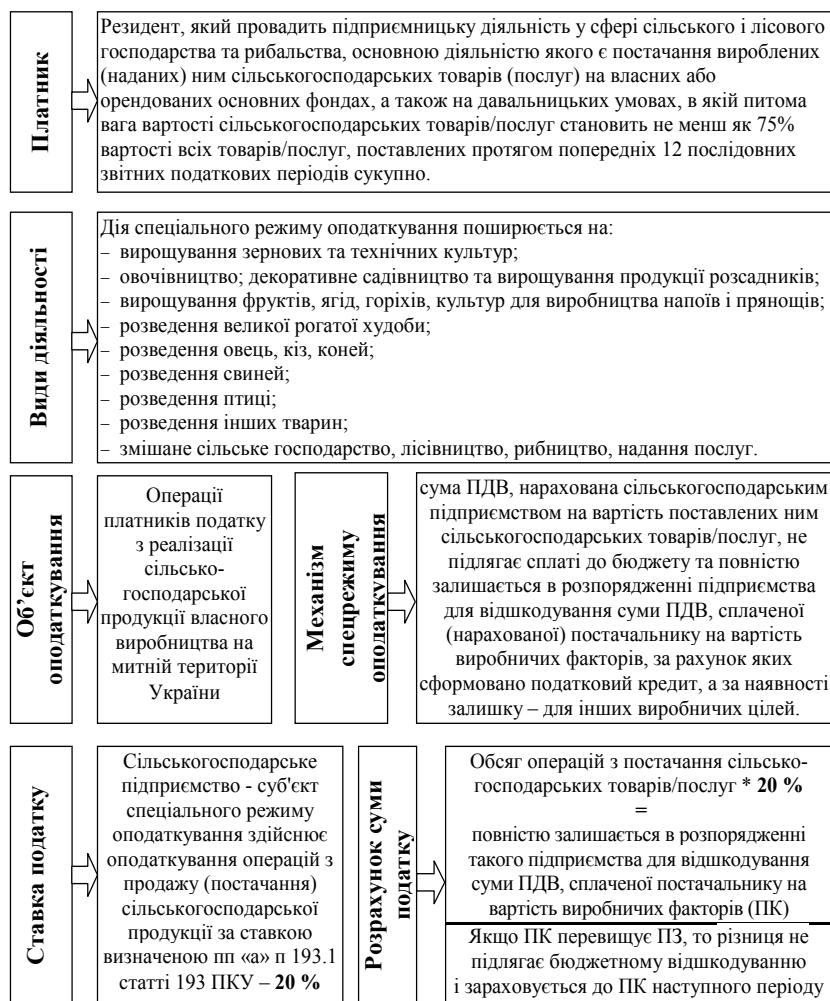 Платник
Резидент, який провадить підприємницьку діяльність у сфері сільського і лісового
господарства та рибальства, основною діяльністю якого є постачання вироблених
(наданих) ним сільськогосподарських товарів (послуг) на власних або
орендованих основних фондах, а також на давальницьких умовах, в якій питома
вага вартості сільськогосподарських товарів/послуг становить не менш як 75%
вартості всіх товарів/послуг, поставлених протягом попередніх 12 послідовних
звітних податкових періодів сукупно.
Види діяльності
Дія спеціального режиму оподаткування поширюється на:
– вирощування зернових та технічних культур;
– овочівництво; декоративне садівництво та вирощування продукції розсадників;
– вирощування фруктів, ягід, горіхів, культур для виробництва напоїв і прянощів;
– розведення великої рогатої худоби;
– розведення овець, кіз, коней;
– розведення свиней;
– розведення птиці;
– розведення інших тварин;
– змішане сільське господарство, лісівництво, рибництво, надання послуг.
Об’єкт
оподаткування
Операції
платників податку
з реалізації
сільсько-
господарської
продукції власного
виробництва на
митній території
України
Механізм
спецрежиму
оподаткування
сума ПДВ, нарахована сільськогосподарським
підприємством на вартість поставлених ним
сільськогосподарських товарів/послуг, не
підлягає сплаті до бюджету та повністю
залишається в розпорядженні підприємства
для відшкодування суми ПДВ, сплаченої
(нарахованої) постачальнику на вартість
виробничих факторів, за рахунок яких
сформовано податковий кредит, а за наявності
залишку – для інших виробничих цілей.
Ставка податку
Сільськогосподарське
підприємство - суб'єкт
спеціального режиму
оподаткування здійснює
оподаткування операцій з
продажу (постачання)
сільськогосподарської
продукції за ставкою
визначеною пп «а» п 193.1
статті 193 ПКУ – 20 %
Розрахунок суми
податку
Обсяг операцій з постачання сільсько-
господарських товарів/послуг * 20 %
=
повністю залишається в розпорядженні
такого підприємства для відшкодування
суми ПДВ, сплаченої постачальнику на
вартість виробничих факторів (ПК)
Якщо ПК перевищує ПЗ, то різниця не
підлягає бюджетному відшкодуванню
і зараховується до ПК наступного періоду